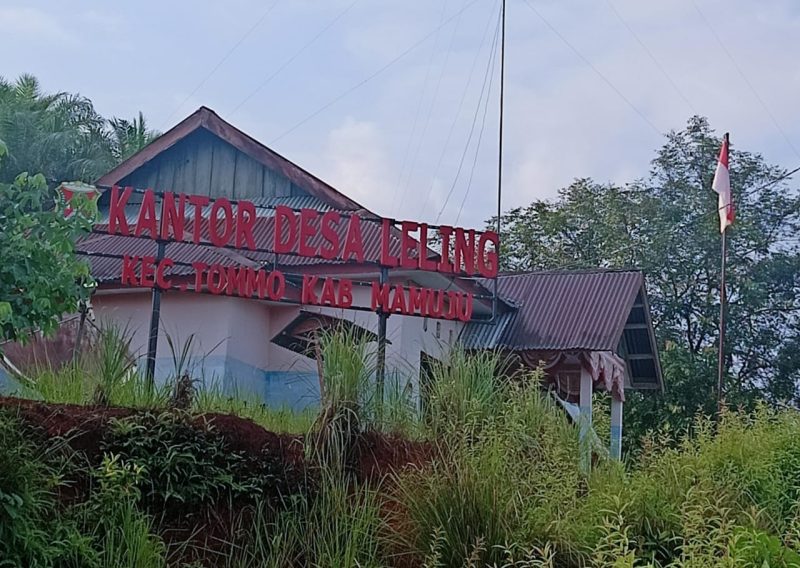 KANTOR DESA LELING
KEC,TOMMO KAB MAMUJU